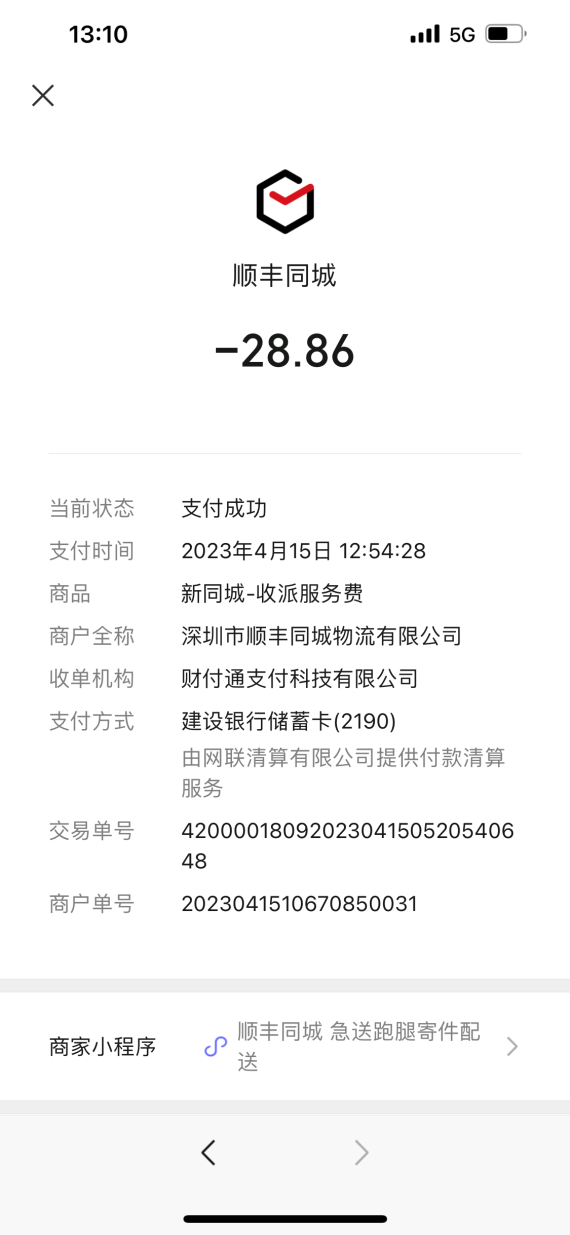 13:10 5G
顺丰同城
-28.86
当前状态 支付成功
支付时间 2023年4月15日 12:54:28
商品 新同城-收派服务费
商户全称 深圳市顺丰同城物流有限公司
收单机构 财付通支付科技有限公司
支付方式 建设银行储蓄卡(2190)
由网联清算有限公司提供付款清算
服务
交易单号 42000018092023041505205406
48
商户单号 2023041510670850031
商家小程序 顺丰同城 急送跑腿寄件配
送